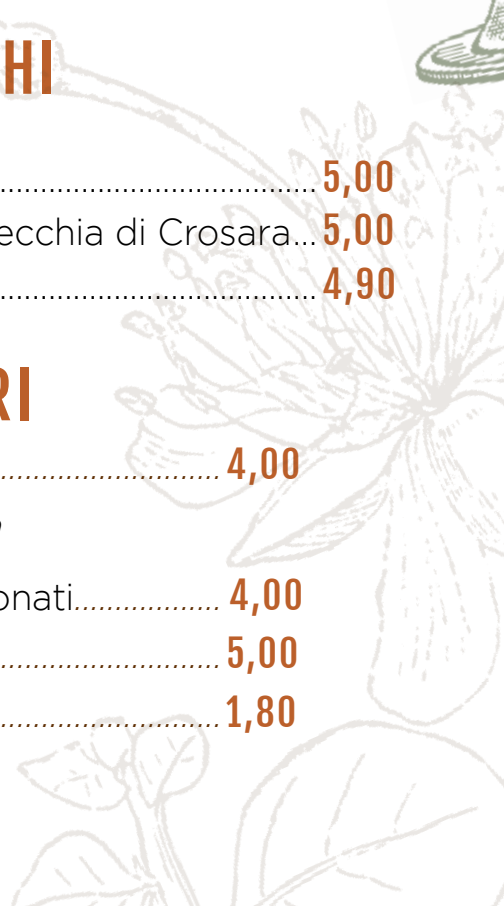 HI
5,00
ecchia di Crosara... 5,00
4,90
RI
4,00
onati................. 4,00
5,00
1,80